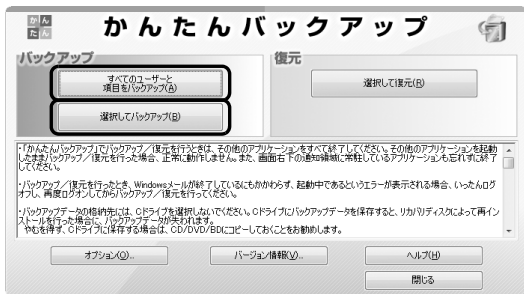 かんたん
かんたんバックアップ
バックアップ
すべてのユーザーと
項目をバックアップ(A)
選択してバックアップ(B)
復元
選択して復元(R)
・「かんたんバックアップ」でバックアップ／復元を行うときは、その他のアプリケーションをすべて終了してください。その他のアプリケーションを起動
したままバックアップ／復元を行った場合、正常に動作しません。また、画面右下の通知領域に常駐しているアプリケーションも忘れずに終了
してください。
・バックアップ／復元を行ったとき、Windowsメールが終了しているにもかかわらず、起動中であるというエラーが表示される場合、いったんログ
オフし、再度ログオンしてからバックアップ／復元を行ってください。
・バックアップデータの格納先には、Cドライブを選択しないでください。Cドライブにバックアップデータを保存すると、リカバリディスクによって再イン
ストールを行った場合に、バックアップデータが失われます。
やむを得ず、Cドライブに保存する場合は、CD/DVD/BDにコピーしておくことをお勧めします。
オプション(O)...
バージョン情報(V)...
ヘルプ(H)
閉じる